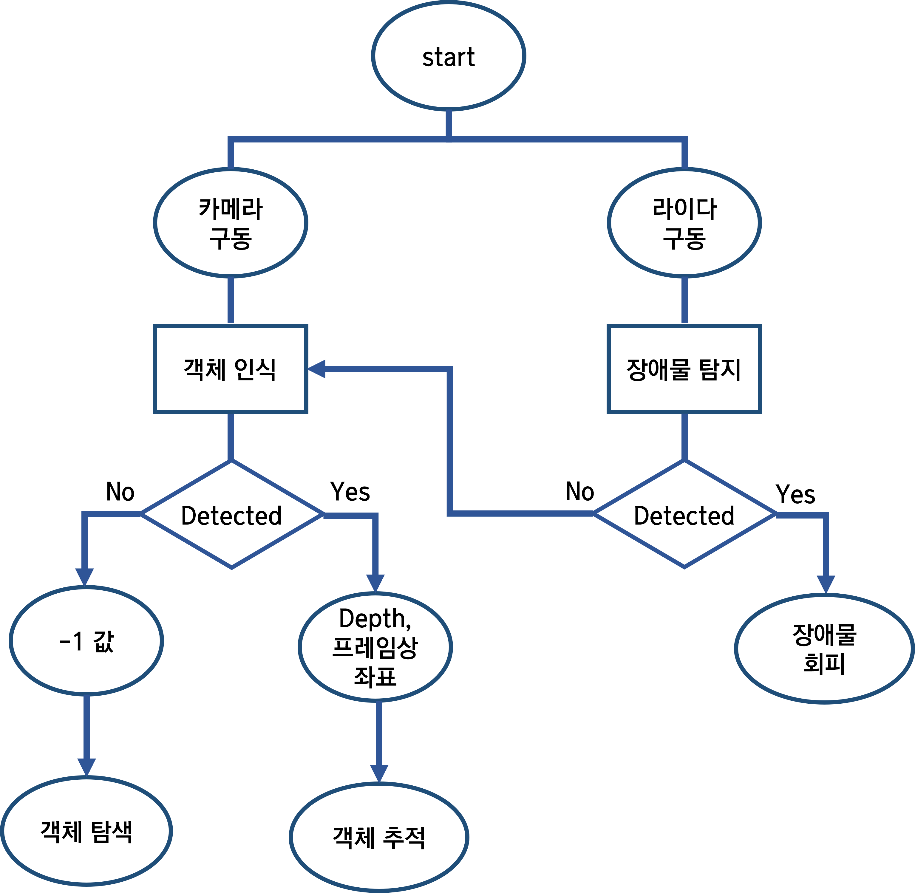 start
카메라
구동
라이다
구동
객체 인식
장애물 탐지
No
Detected
Yes
No
Detected
Yes
-1 값
Depth,
프레임상
좌표
장애물
회피
객체 탐색
객체 추적